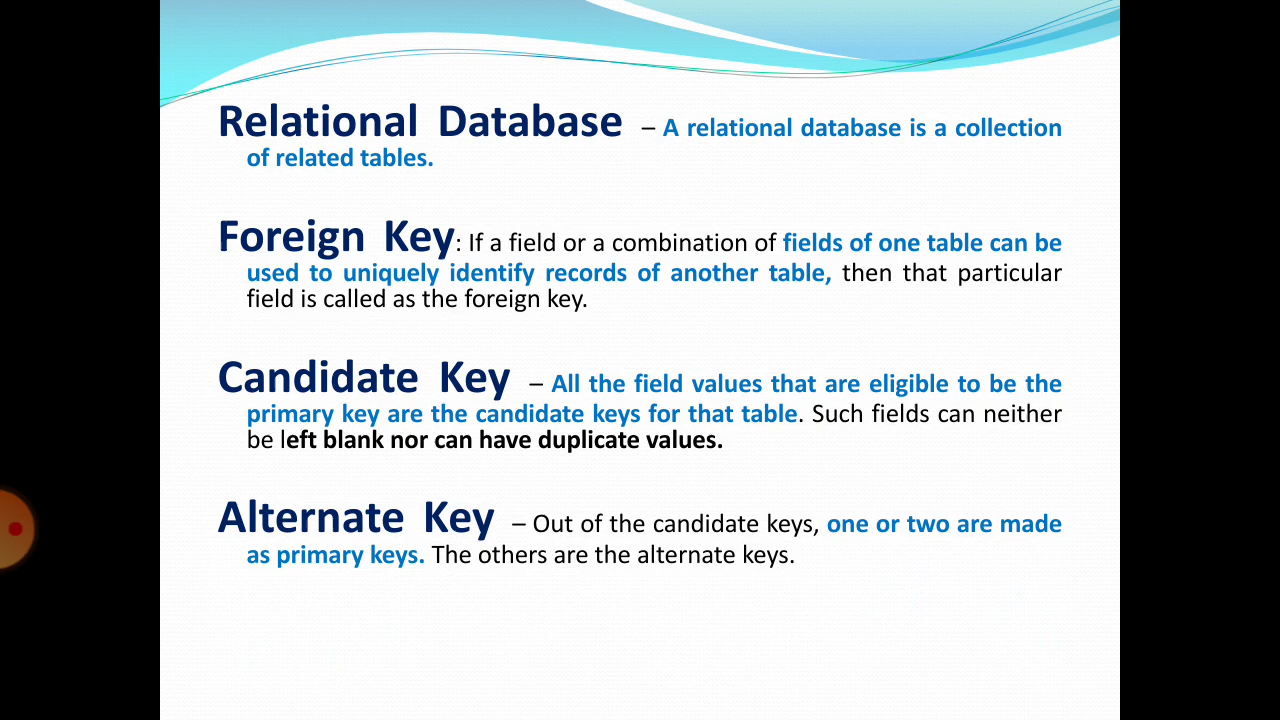 Relational Database – A relational database is a collection
of related tables.
Foreign Key: If a field or a combination of fields of one table can be
used to uniquely identify records of another table, then that particular
field is called as the foreign key.
Candidate Key – All the field values that are eligible to be the
primary key are the candidate keys for that table. Such fields can neither
be left blank nor can have duplicate values.
Alternate Key – Out of the candidate keys, one or two are made
as primary keys. The others are the alternate keys.